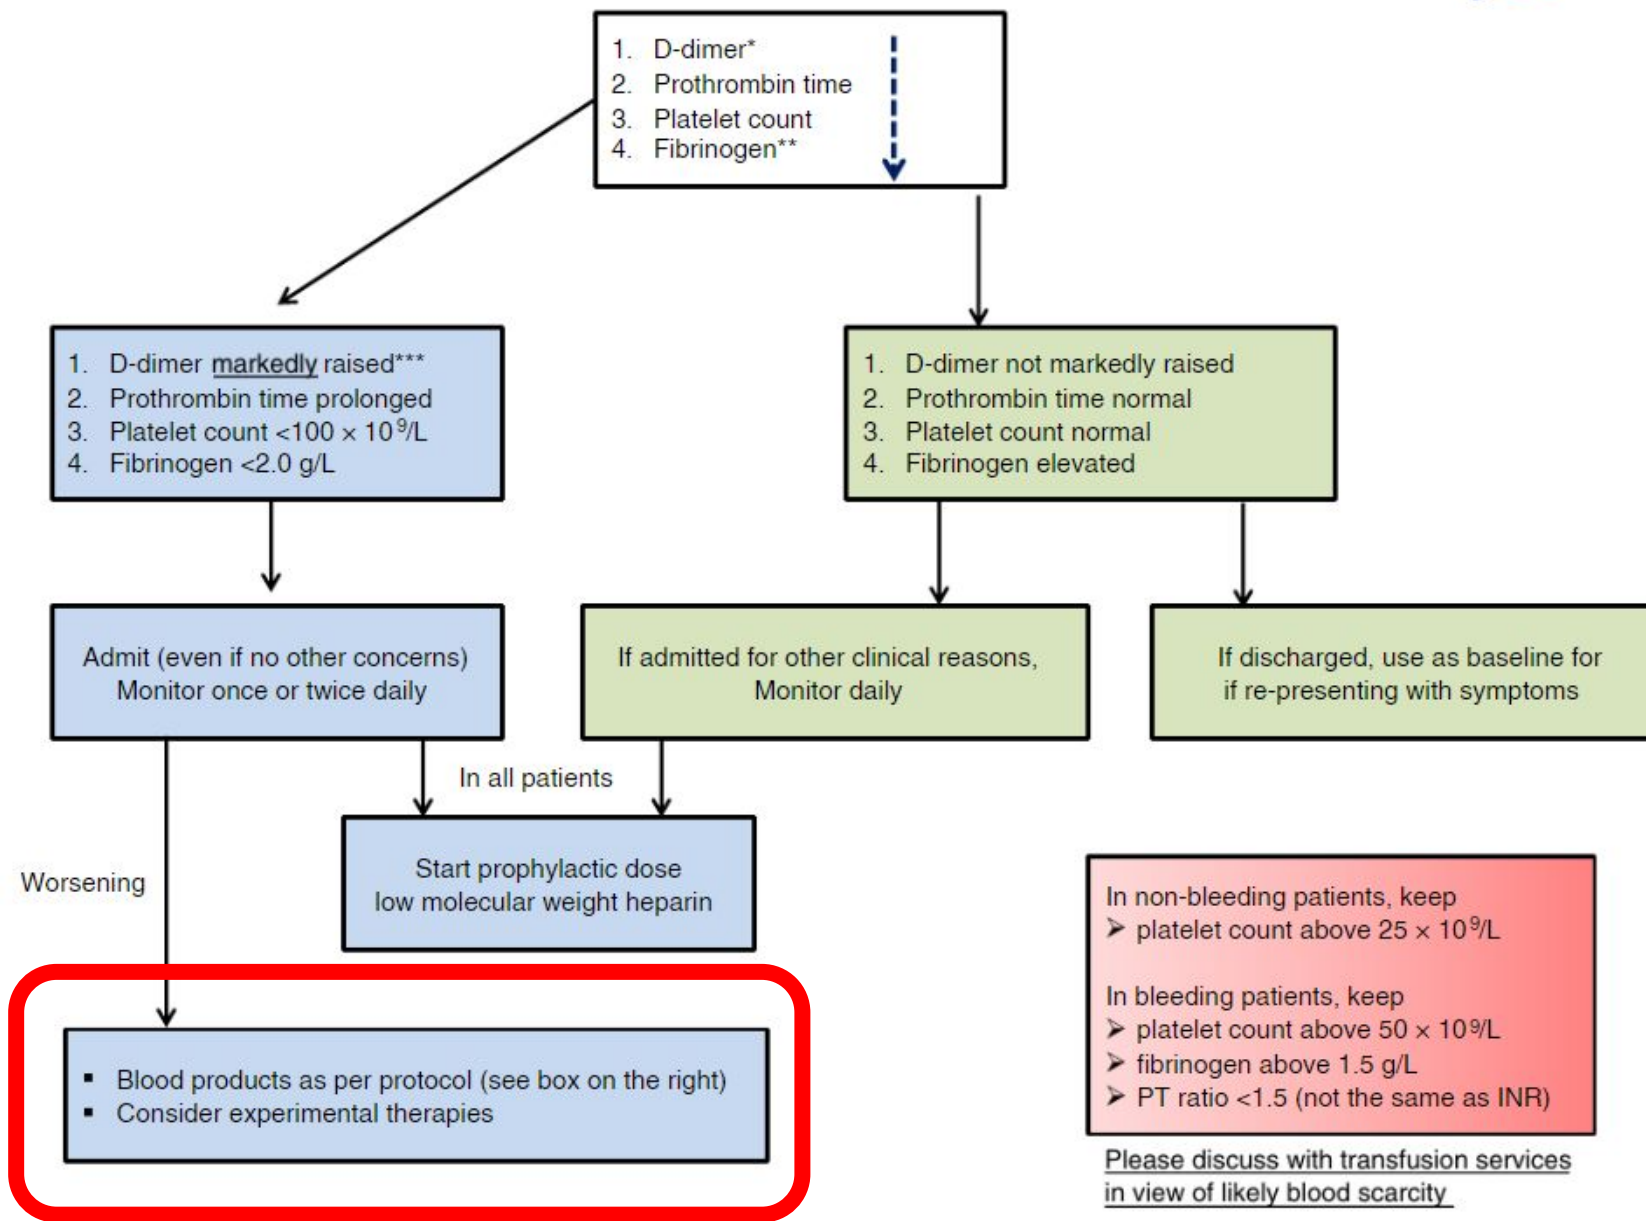 1. D-dimer*
2. Prothrombin time
3. Platelet count
4. Fibrinogen**
1. D-dimer markedly raised***
2. Prothrombin time prolonged
3. Platelet count <100 × 10⁹/L
4. Fibrinogen <2.0 g/L
1. D-dimer not markedly raised
2. Prothrombin time normal
3. Platelet count normal
4. Fibrinogen elevated
Admit (even if no other concerns)
Monitor once or twice daily
If admitted for other clinical reasons,
Monitor daily
If discharged, use as baseline for
if re-presenting with symptoms
In all patients
Worsening
Start prophylactic dose
low molecular weight heparin
▪ Blood products as per protocol (see box on the right)
▪ Consider experimental therapies
In non-bleeding patients, keep
➢ platelet count above 25 × 10⁹/L
In bleeding patients, keep
➢ platelet count above 50 × 10⁹/L
➢ fibrinogen above 1.5 g/L
➢ PT ratio <1.5 (not the same as INR)
Please discuss with transfusion services
in view of likely blood scarcity